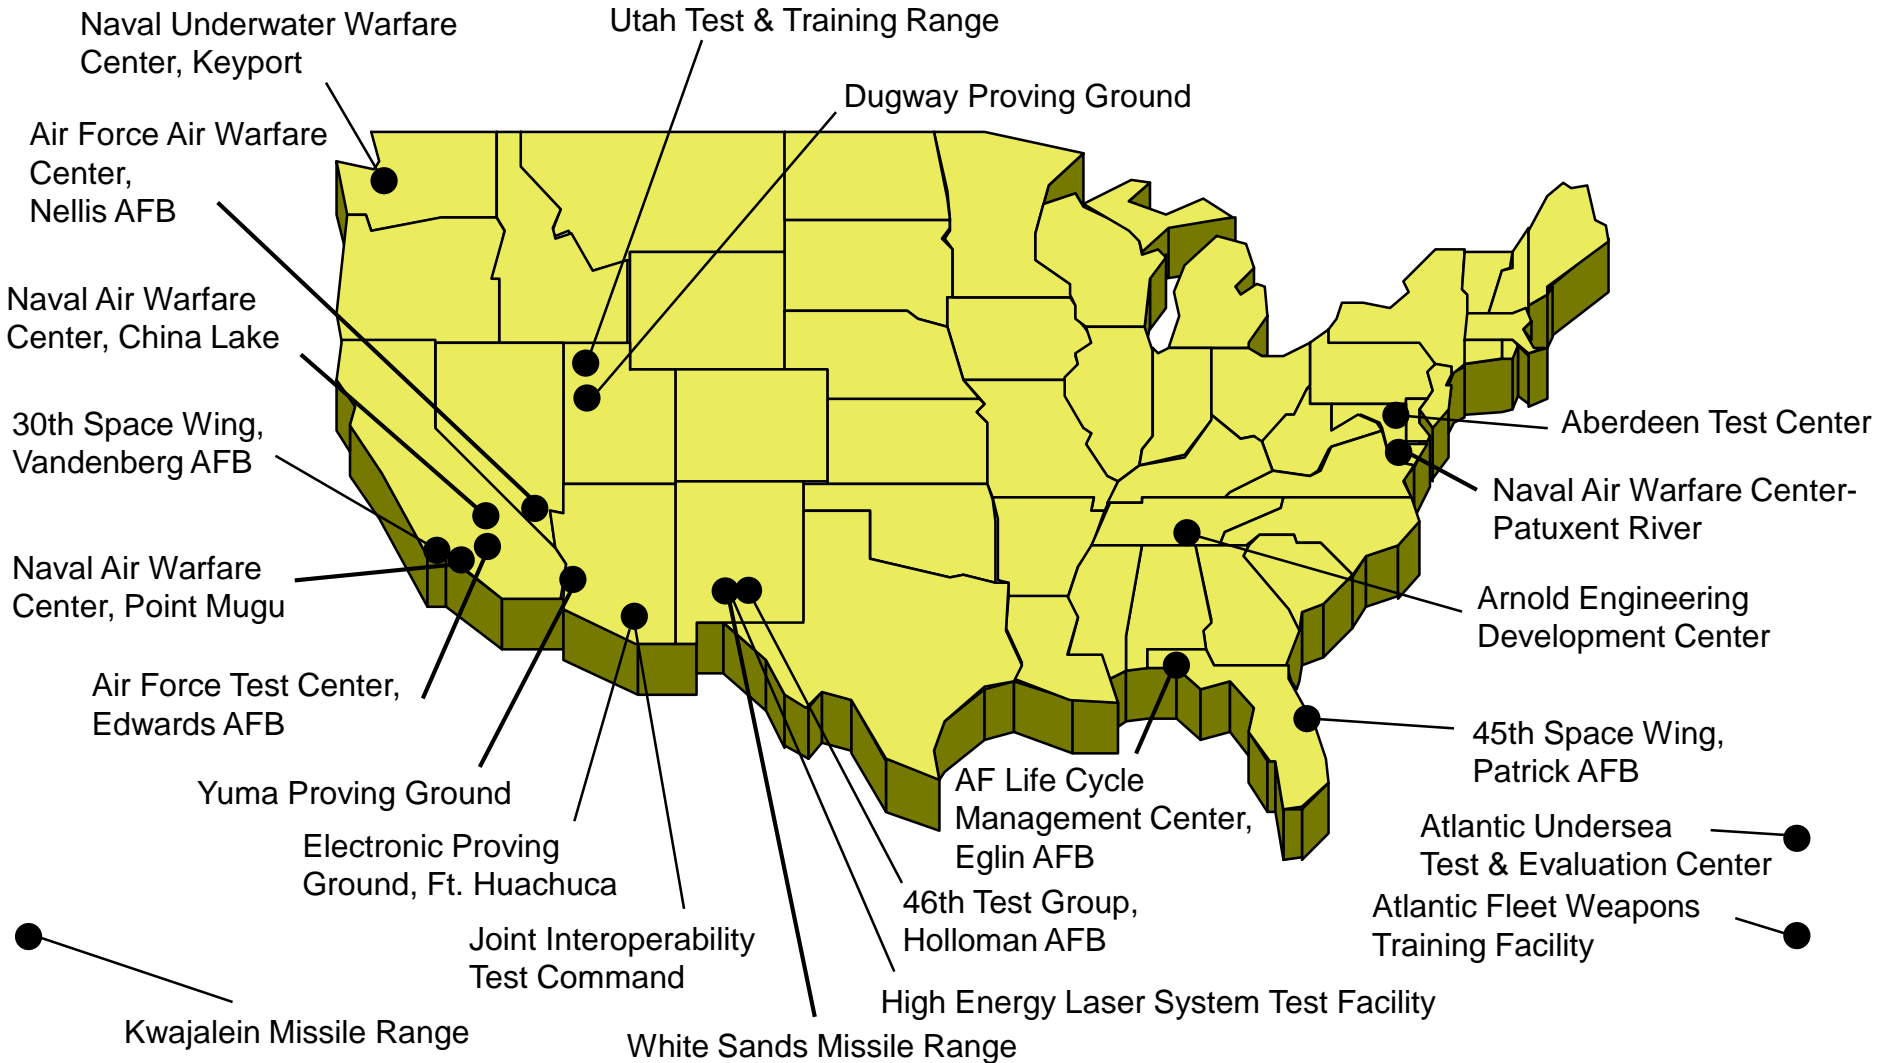 Naval Underwater Warfare
Center, Keyport
Utah Test & Training Range
Dugway Proving Ground
Air Force Air Warfare
Center,
Nellis AFB
Naval Air Warfare
Center, China Lake
30th Space Wing,
Vandenberg AFB
Naval Air Warfare
Center, Point Mugu
Air Force Test Center,
Edwards AFB
Yuma Proving Ground
Electronic Proving
Ground, Ft. Huachuca
Joint Interoperability
Test Command
Kwajalein Missile Range
White Sands Missile Range
High Energy Laser System Test Facility
46th Test Group,
Holloman AFB
AF Life Cycle
Management Center,
Eglin AFB
Aberdeen Test Center
Naval Air Warfare Center-
Patuxent River
Arnold Engineering
Development Center
45th Space Wing,
Patrick AFB
Atlantic Undersea
Test & Evaluation Center
Atlantic Fleet Weapons
Training Facility